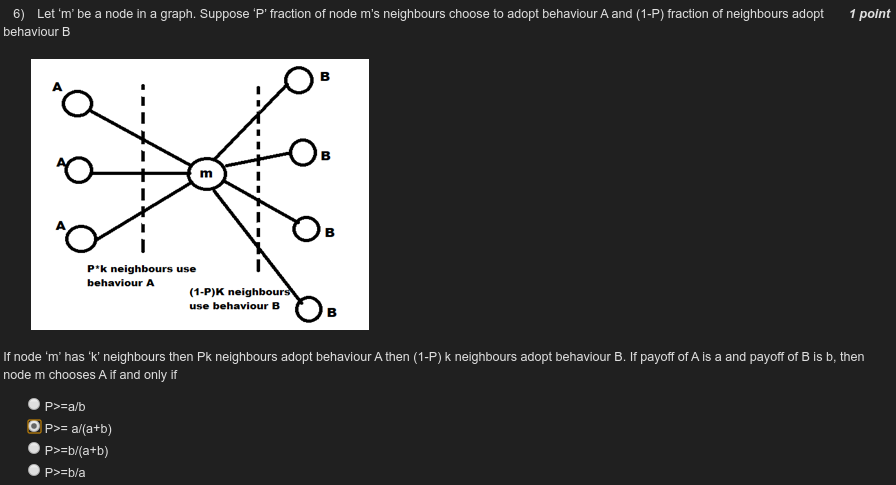 6) Let 'm' be a node in a graph. Suppose 'P' fraction of node m's neighbours choose to adopt behaviour A and (1-P) fraction of neighbours adopt 1 point
behaviour B
A
B
A
B
m
A
B
P*k neighbours use
behaviour A
(1-P)K neighbours
use behaviour B
B
If node 'm' has 'k' neighbours then Pk neighbours adopt behaviour A then (1-P) k neighbours adopt behaviour B. If payoff of A is a and payoff of B is b, then
node m chooses A if and only if
P>=a/b
P>= a/(a+b)
P>=b/(a+b)
P>=b/a